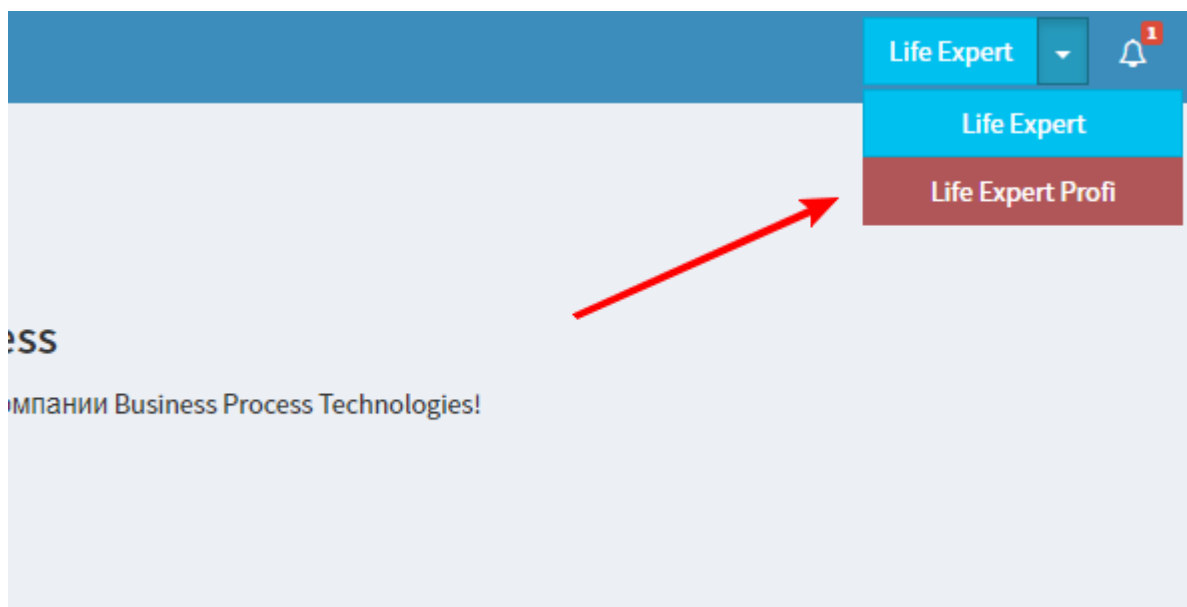 Life Expert
1
Life Expert
Life Expert Profi
ess
омпании Business Process Technologies!